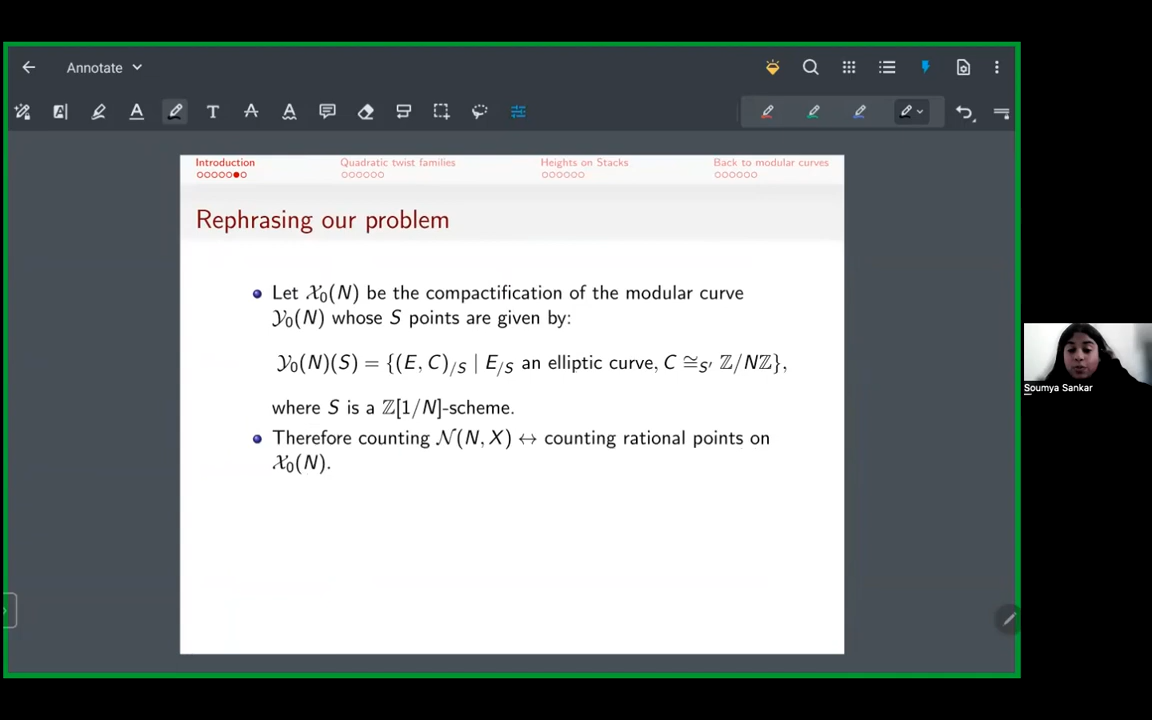 Annotate
Introduction
Quadratic twist families
Heights on Stacks
Back to modular curves
Rephrasing our problem
Let 𝒳₀(N) be the compactification of the modular curve
𝒴₀(N) whose S points are given by:
𝒴₀(N)(S) = {(E, C)/S | E/S an elliptic curve, C ≅S′ ℤ/Nℤ},
where S is a ℤ[1/N]-scheme.
Therefore counting 𝒩(N, X) ↔ counting rational points on
𝒳₀(N).
Soumya Sankar